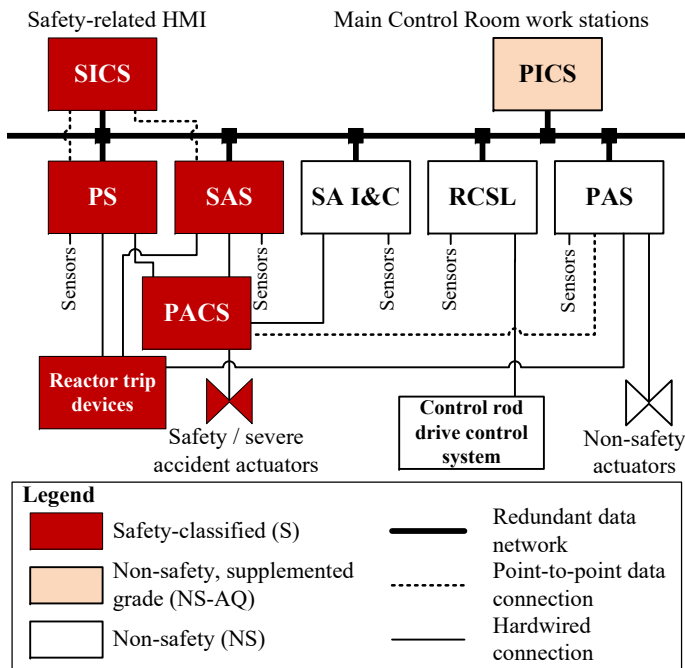 Safety-related HMI
Main Control Room work stations
SICS
PICS
PS
SAS
SA I&C
RCSL
PAS
Sensors
Sensors
Sensors
Sensors
Sensors
PACS
Reactor trip
devices
Safety / severe
accident actuators
Control rod
drive control
system
Non-safety
actuators
Legend
Safety-classified (S)
Non-safety, supplemented
grade (NS-AQ)
Non-safety (NS)
Redundant data
network
Point-to-point data
connection
Hardwired
connection